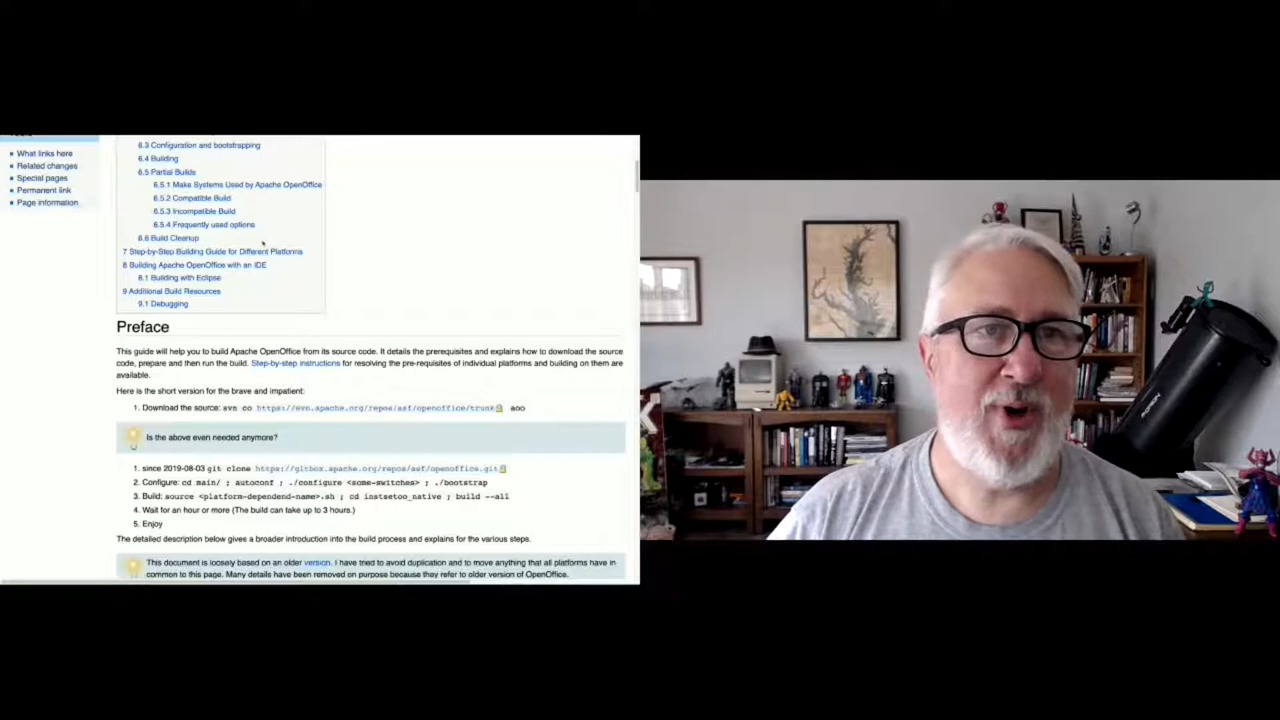 What links here
Related changes
Special pages
Permanent link
Page information
6.3 Configuration and bootstrapping
6.4 Building
6.5 Partial Builds
6.5.1 Make Systems Used by Apache OpenOffice
6.5.2 Compatible Build
6.5.3 Incompatible Build
6.5.4 Frequently used options
6.6 Build Cleanup
7 Step-by-Step Building Guide for Different Platforms
8 Building Apache OpenOffice with an IDE
8.1 Building with Eclipse
9 Additional Build Resources
9.1 Debugging
Preface
This guide will help you to build Apache OpenOffice from its source code. It details the prerequisites and explains how to download the source
code, prepare and then run the build. Step-by-step instructions for resolving the pre-requisites of individual platforms and building on them are
available.
Here is the short version for the brave and impatient:
1. Download the source: svn co https://svn.apache.org/repos/asf/openoffice/trunk aoo
Is the above even needed anymore?
1. since 2019-08-03 git clone https://gitbox.apache.org/repos/asf/openoffice.git
2. Configure: cd main/ ; autoconf ; ./configure <some-switches> ; ./bootstrap
3. Build: source <platform-dependend-name>.sh ; cd instsetoo_native ; build --all
4. Wait for an hour or more (The build can take up to 3 hours.)
5. Enjoy
The detailed description below gives a broader introduction into the build process and explains for the various steps.
This document is loosely based on an older version. I have tried to avoid duplication and to move anything that all platforms have in
common to this page. Many details have been removed on purpose because they refer to older version of OpenOffice.